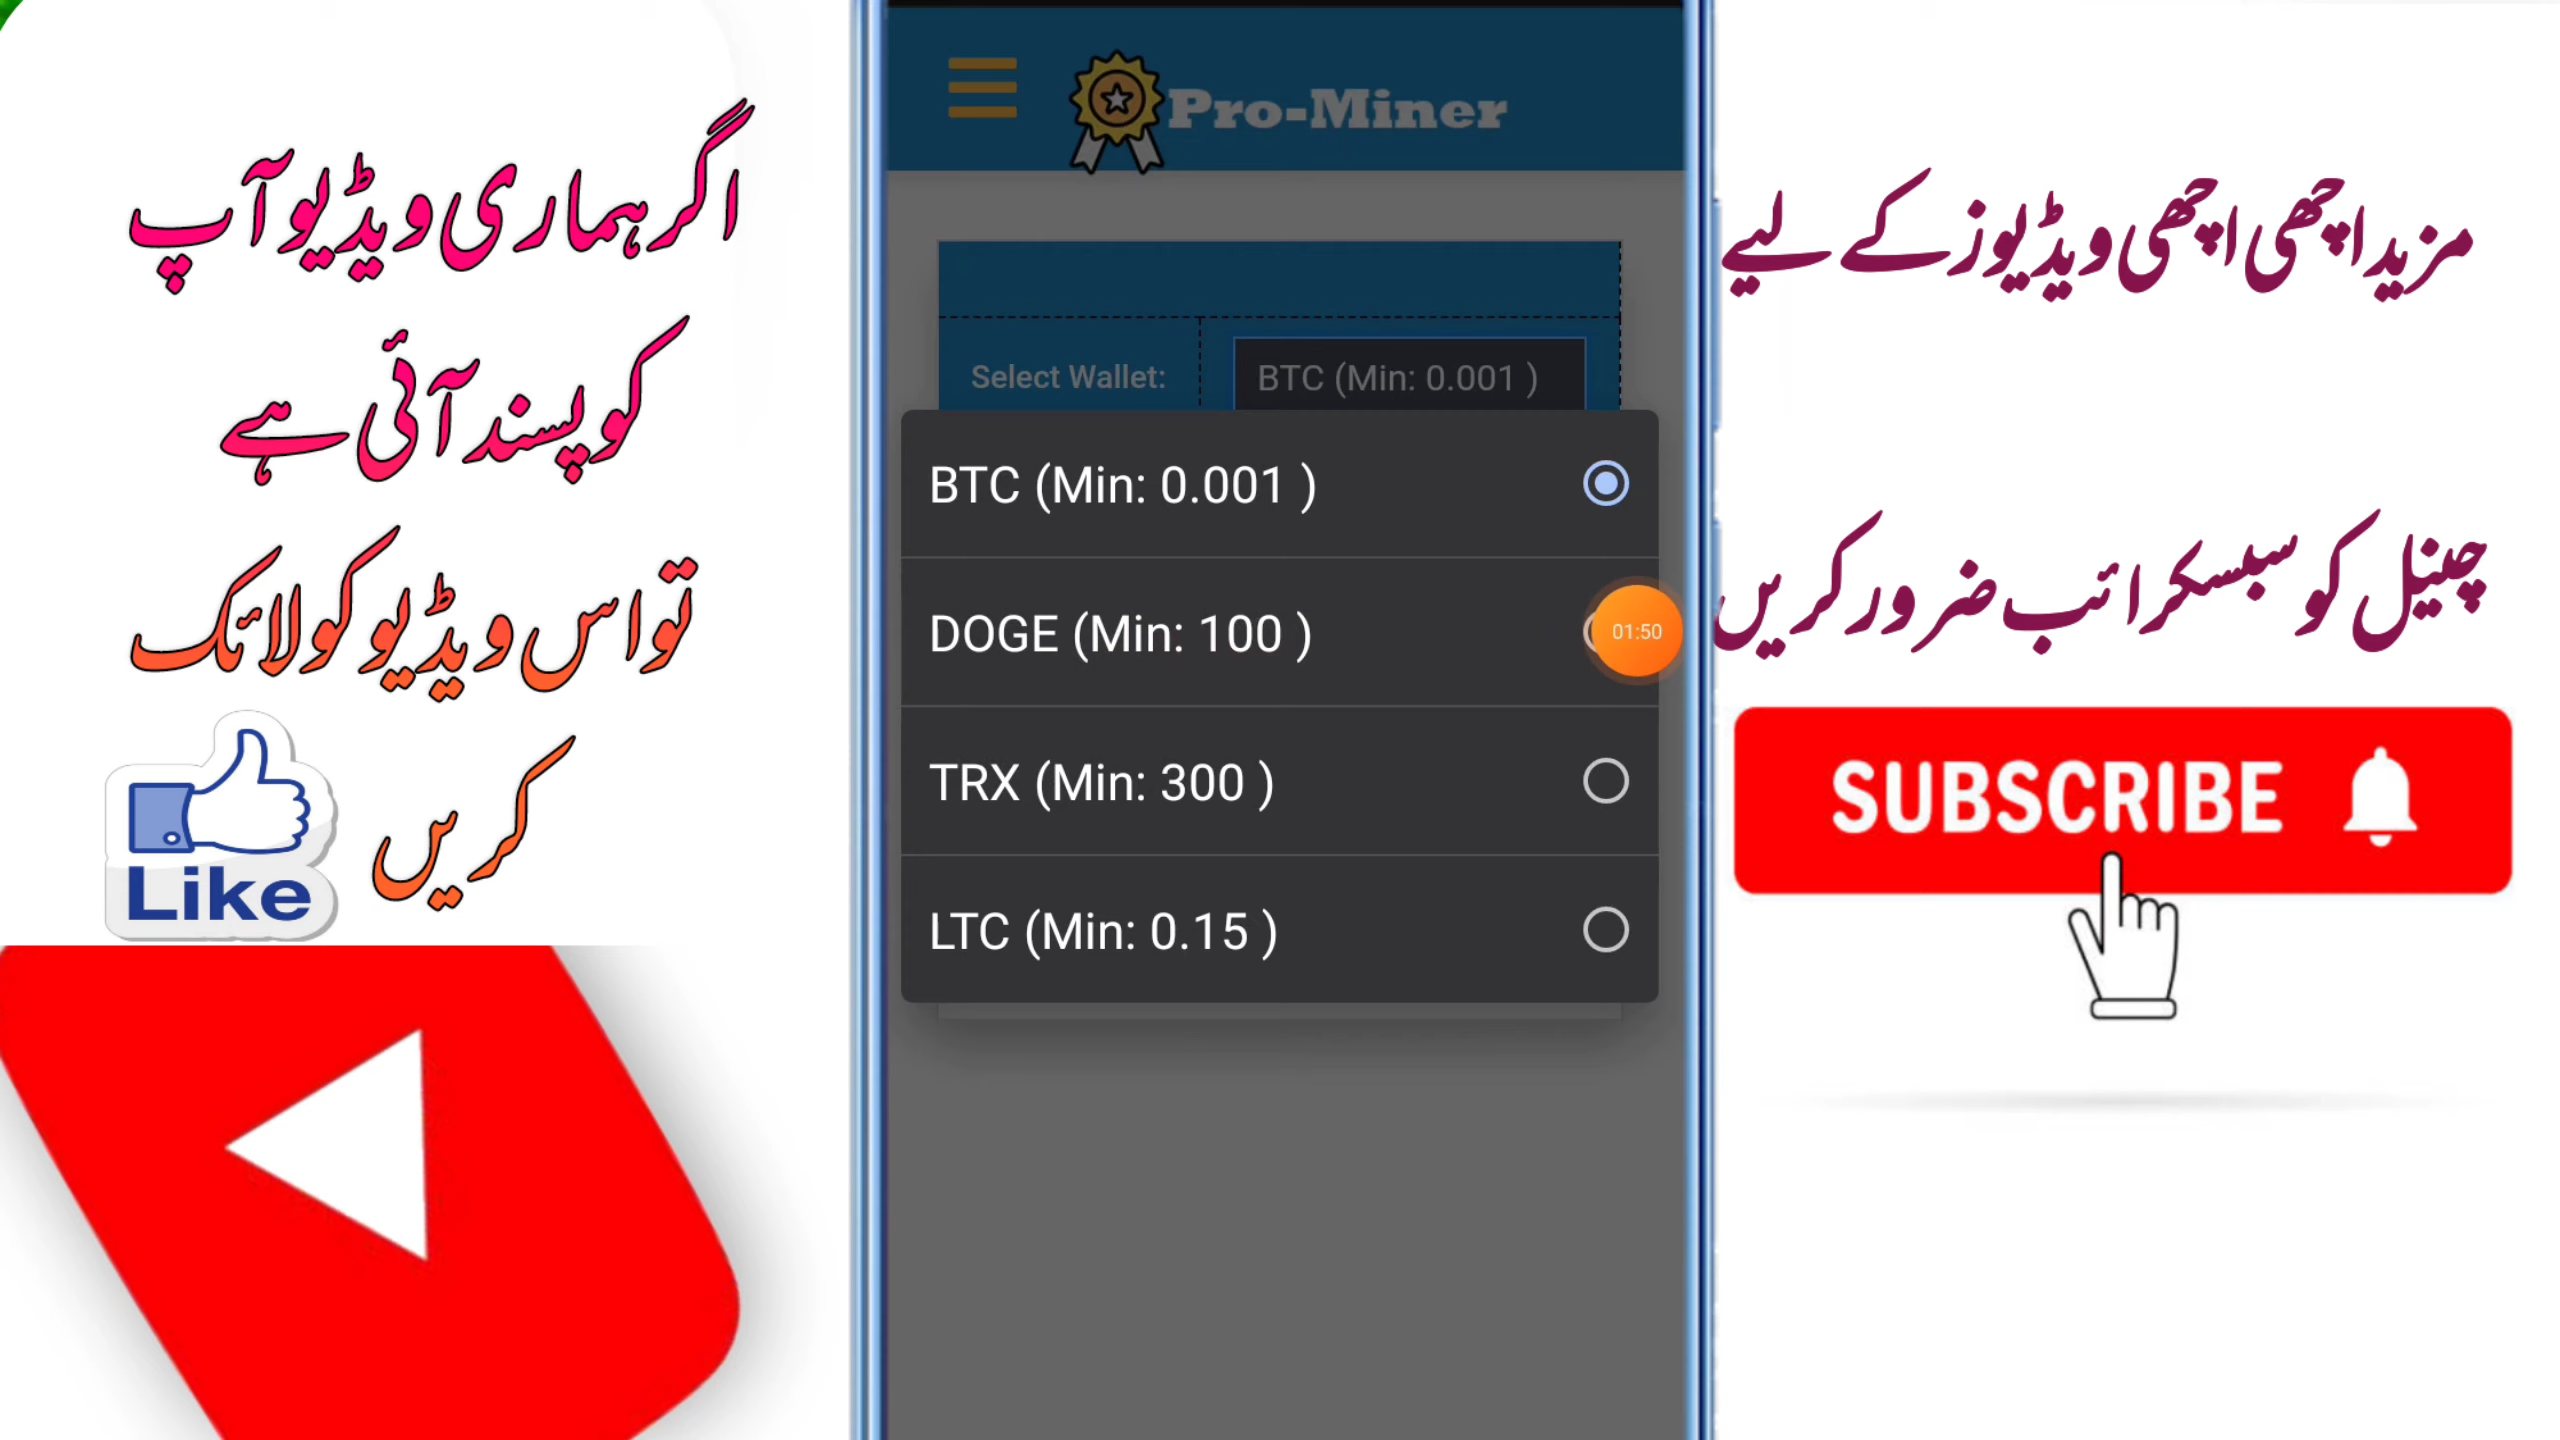 اگر ہماری ویڈیو آپ
کو پسند آئی ہے
تو اس ویڈیو کو لائک
کریں
Like
Pro-Miner
Select Wallet:
BTC (Min: 0.001 )
BTC (Min: 0.001 )
DOGE (Min: 100 )
01:50
TRX (Min: 300 )
LTC (Min: 0.15 )
مزید اچھی اچھی ویڈیوز کے لیے
چینل کو سبسکرائب ضرور کریں
SUBSCRIBE